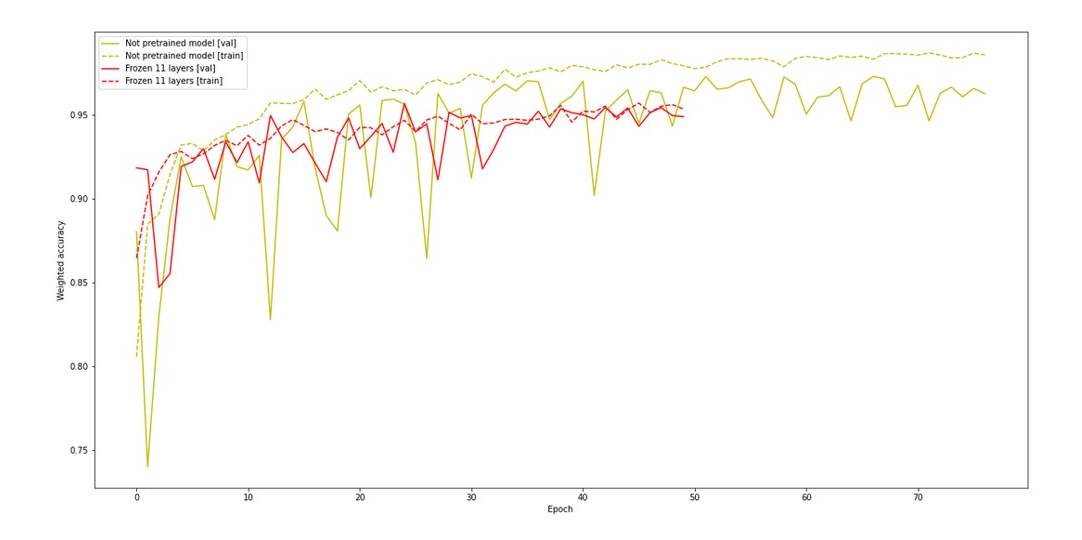 Not pretrained model [val]
Not pretrained model [train]
Frozen 11 layers [val]
Frozen 11 layers [train]
0.95
0.90
0.85
0.80
0.75
Weighted accuracy
0 10 20 30 40 50 60 70
Epoch